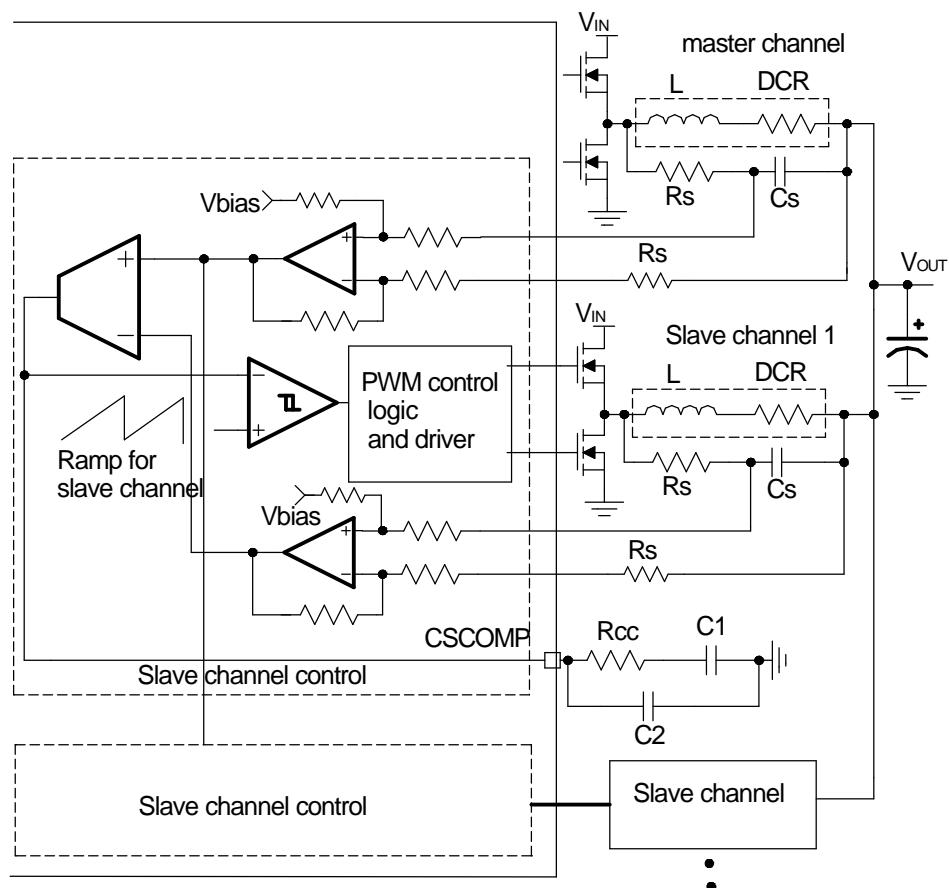 VIN
master channel
L
DCR
Rs
Cs
Vbias
+
−
Rs
+
−
VOUT
+
VIN
Slave channel 1
L
DCR
−
+
PWM control
logic
and driver
Ramp for
slave channel
Rs
Cs
Vbias
+
−
Rs
CSCOMP
Rcc
C1
Slave channel control
C2
Slave channel control
Slave channel